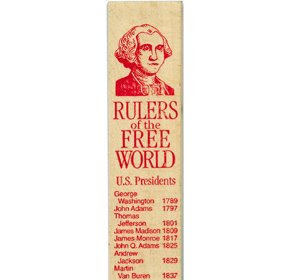 RULERS
of the
FREE
WORLD
U.S. Presidents
George
Washington 1789
John Adams 1797
Thomas
Jefferson 1801
James Madison 1809
James Monroe 1817
John Q. Adams 1825
Andrew
Jackson 1829
Martin
Van Buren 1837